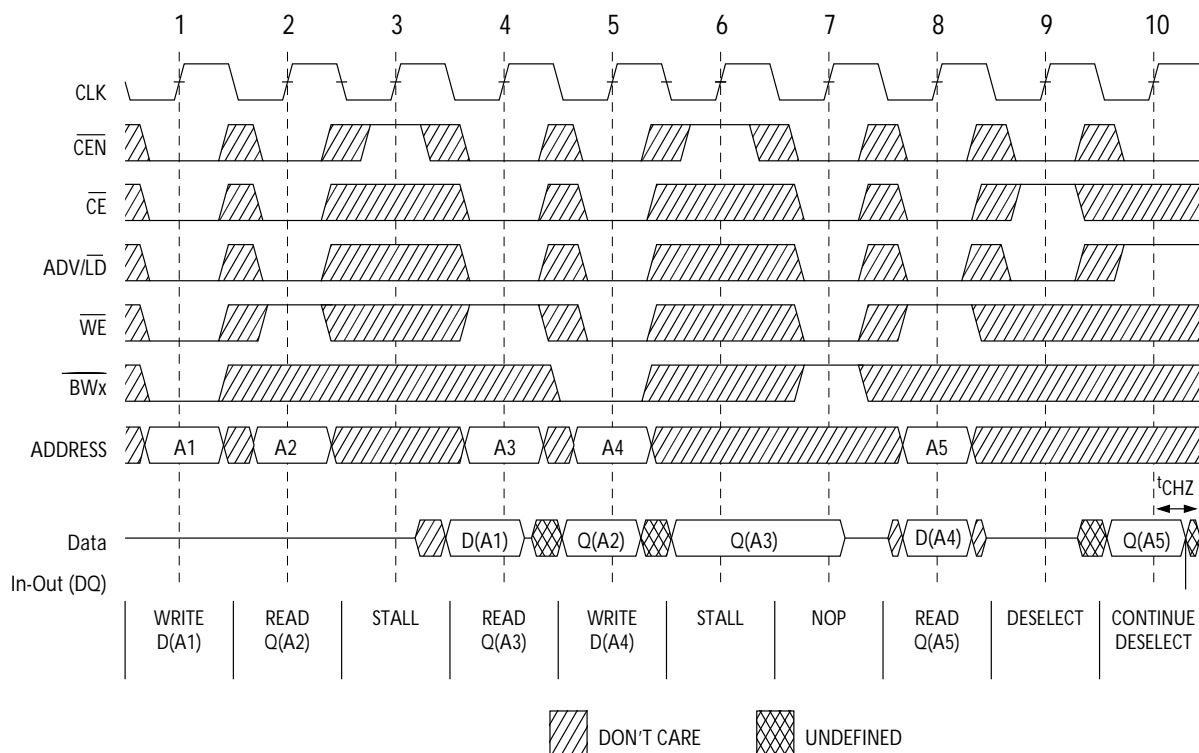 1 2 3 4 5 6 7 8 9 10
CLK
CEN
CE
ADV/LD
WE
BWx
ADDRESS A1 A2 A3 A4 A5
tCHZ
Data D(A1) Q(A2) Q(A3) D(A4) Q(A5)
In-Out (DQ)
WRITE READ STALL READ WRITE STALL NOP READ DESELECT CONTINUE
D(A1) Q(A2) Q(A3) D(A4) Q(A5) DESELECT
DON'T CARE UNDEFINED